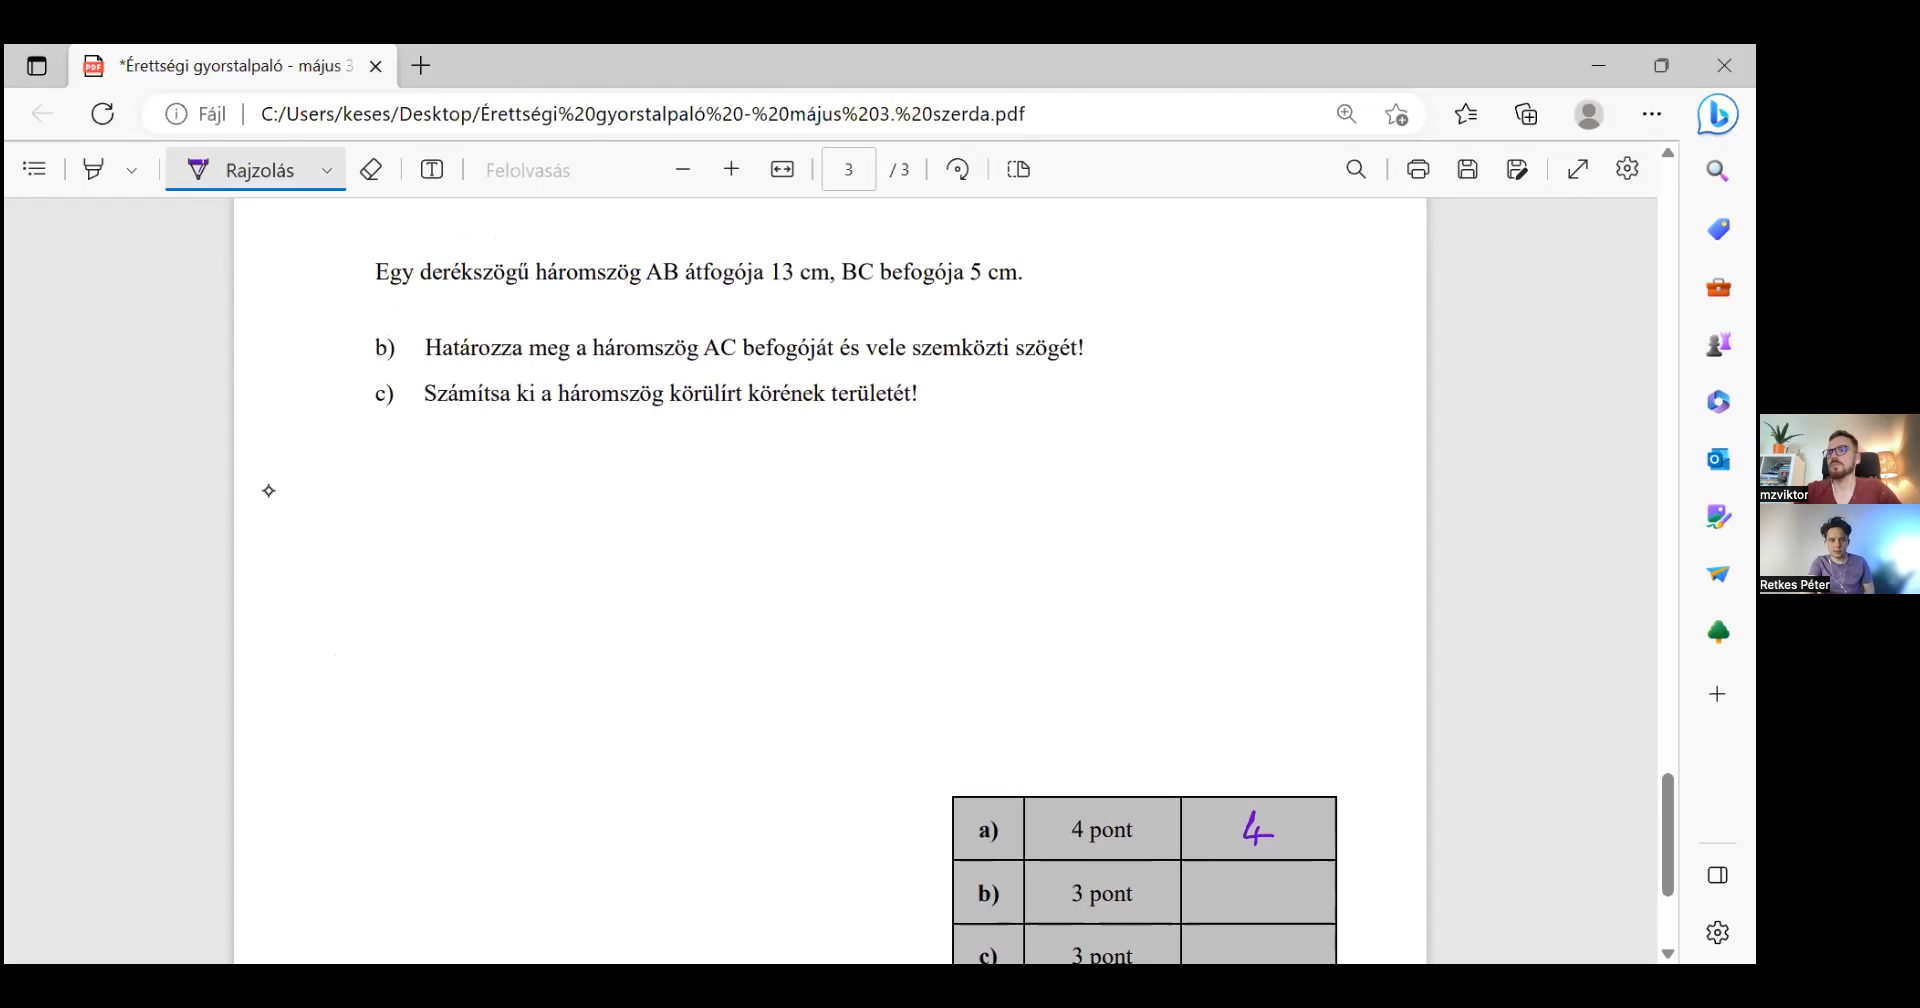 *Érettségi gyorstalpaló - május 3
Fájl
C:/Users/keses/Desktop/Érettségi%20gyorstalpaló%20-%20május%203.%20szerda.pdf
Rajzolás
Felolvasás
3
/ 3
Egy derékszögű háromszög AB átfogója 13 cm, BC befogója 5 cm.
b) Határozza meg a háromszög AC befogóját és vele szemközti szögét!
c) Számítsa ki a háromszög körülírt körének területét!
a) 4 pont 4
b) 3 pont
c) 3 pont
mzviktor
Retkes Péter